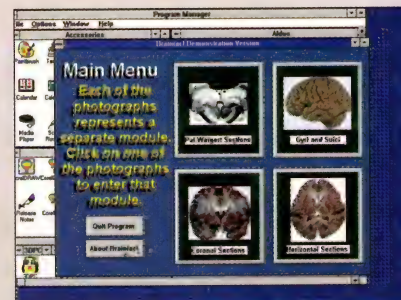 Program Manager
File Options Window Help
Accessories
Aldus
Demonstration Version
Main Menu
Each of the
photographs
represents a
separate module.
Click on one of
the photographs
to enter that
module.
Quit Program
About
Weigert Sections
Gyri and Sulci
Coronal Sections
Horizontal Sections
Calendar
Media
Player
Release
Notes